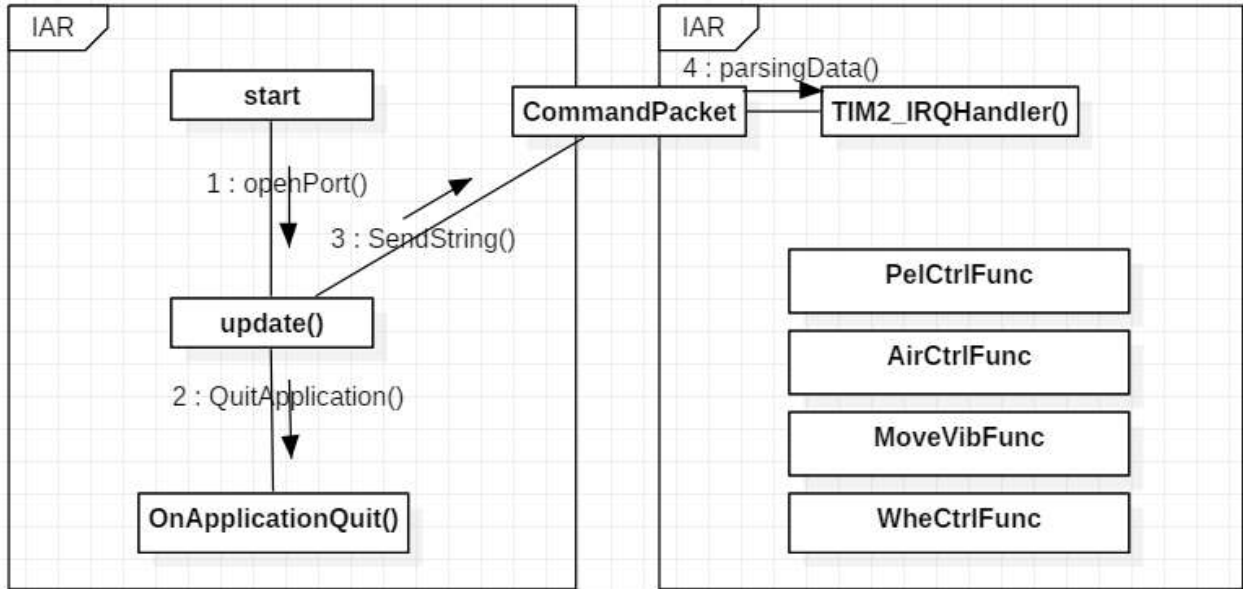 IAR
start
1 : openPort()
3 : SendString()
update()
2 : QuitApplication()
OnApplicationQuit()
CommandPacket
IAR
4 : parsingData()
TIM2_IRQHandler()
PelCtrlFunc
AirCtrlFunc
MoveVibFunc
WheCtrlFunc